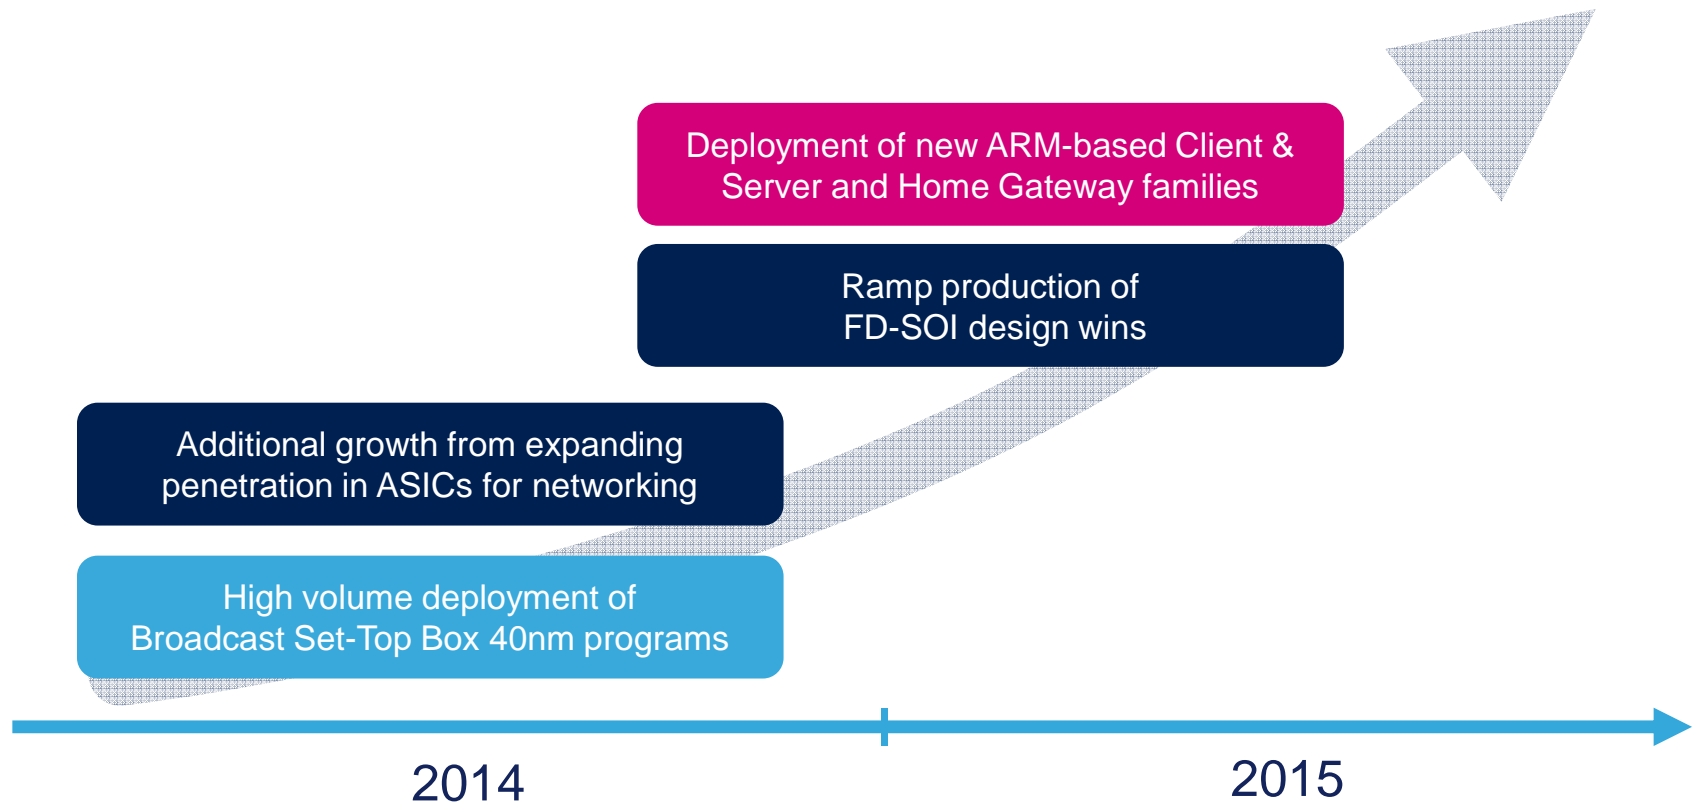 Deployment of new ARM-based Client &
Server and Home Gateway families
Ramp production of
FD-SOI design wins
Additional growth from expanding
penetration in ASICs for networking
High volume deployment of
Broadcast Set-Top Box 40nm programs
2014
2015